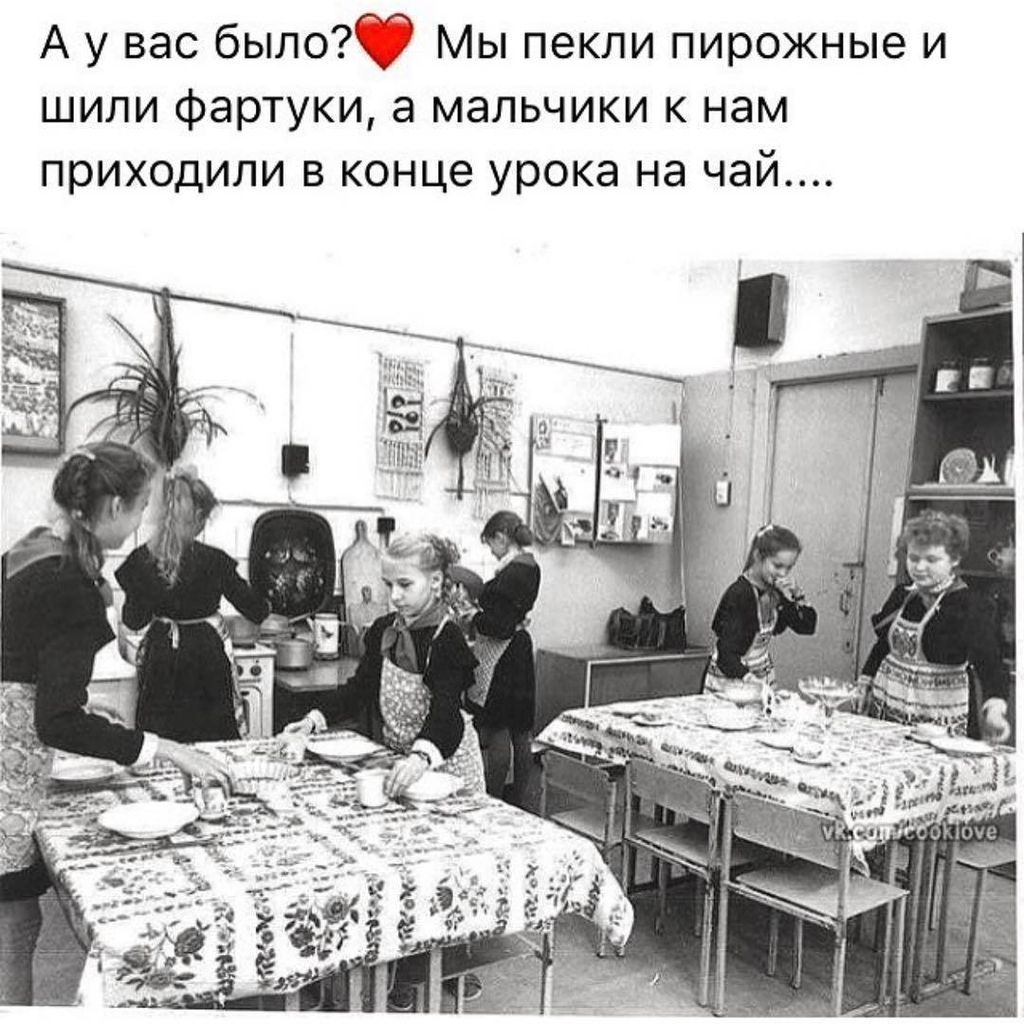 А у вас было?❤️ Мы пекли пирожные и
шили фартуки, а мальчики к нам
приходили в конце урока на чай....
vk.com/cooklove